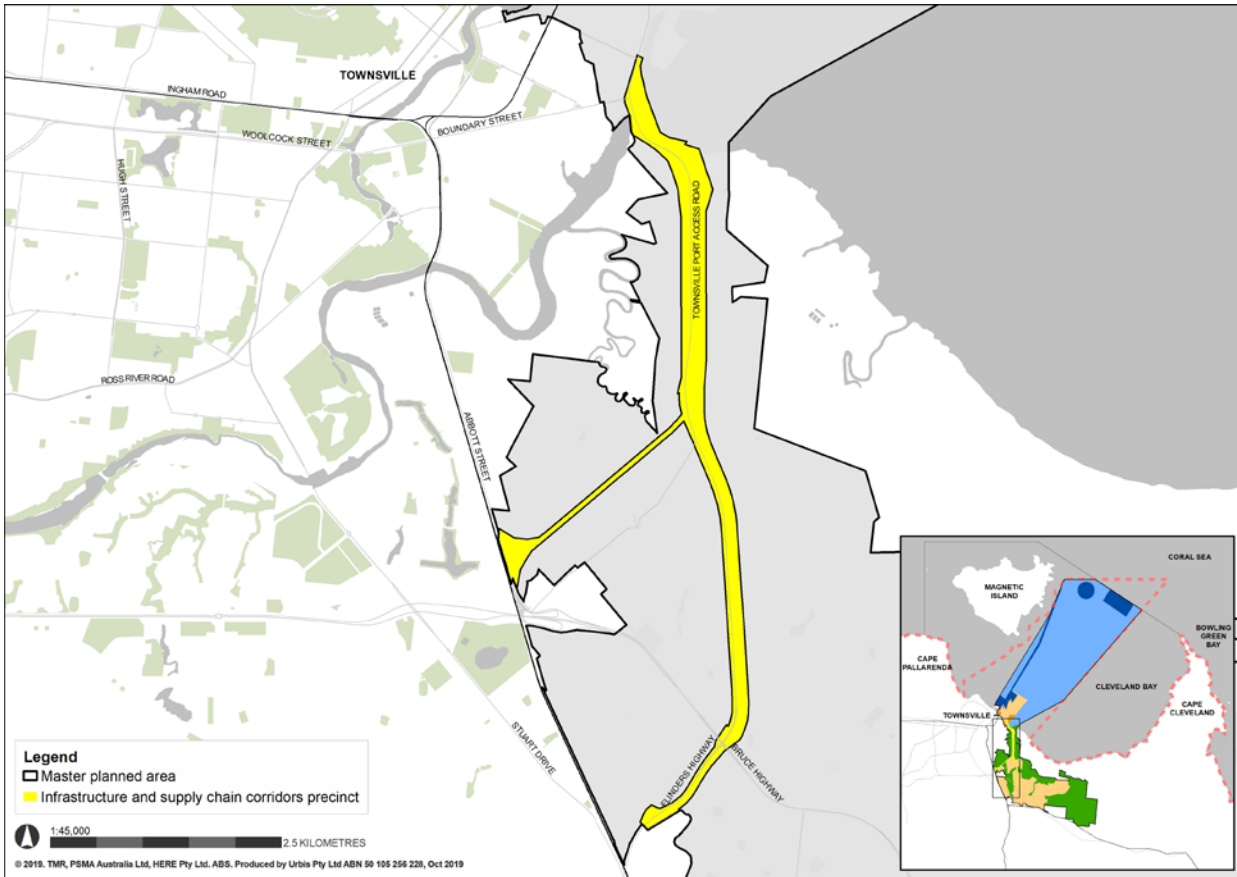 TOWNSVILLE
INGHAM ROAD
WOOLCOCK STREET
BOUNDARY STREET
HUGH STREET
TOWNSVILLE PORT ACCESS ROAD
ROSS RIVER ROAD
ABBOTT STREET
STUART DRIVE
FLINDERS HIGHWAY
BRUCE HIGHWAY
CORAL SEA
MAGNETIC
ISLAND
BOWLING
GREEN
BAY
CAPE
PALLARENDA
CLEVELAND BAY
CAPE
CLEVELAND
TOWNSVILLE
Legend
Master planned area
Infrastructure and supply chain corridors precinct
1:45,000
2.5 KILOMETRES
© 2019. TMR, PSMA Australia Ltd, HERE Pty Ltd. ABS. Produced by Urbis Pty Ltd ABN 50 105 256 228, Oct 2019